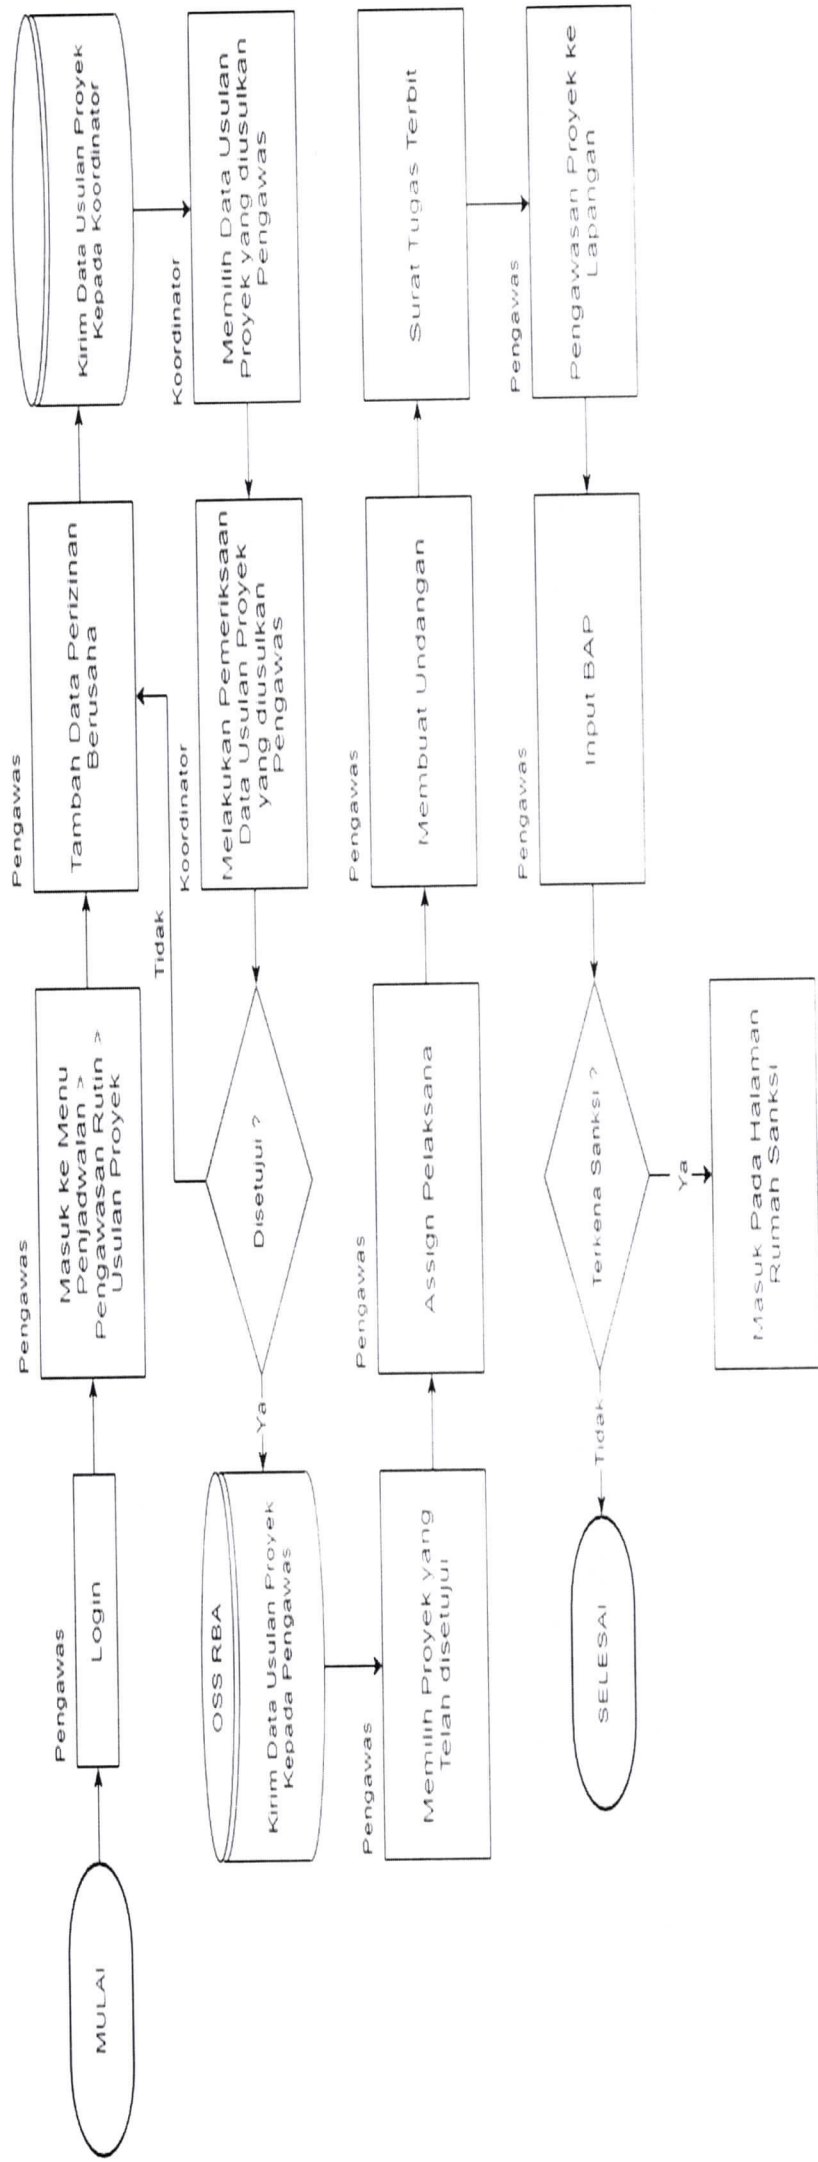 MULAI
Pengawas
Login
Pengawas
Masuk ke Menu
Penjadwalan >
Pengawasan Rutin >
Usulan Proyek
Pengawas
Tambah Data Perizinan
Berusaha
Kirim Data Usulan Proyek
Kepada Koordinator
Koordinator
Memilih Data Usulan
Proyek yang diusulkan
Pengawas
Koordinator
Melakukan Pemeriksaan
Data Usulan Proyek
yang diusulkan
Pengawas
Disetujui ?
Tidak
Ya
OSS RBA
Kirim Data Usulan Proyek
Kepada Pengawas
Pengawas
Memilih Proyek yang
Telah disetujui
Pengawas
Assign Pelaksana
Pengawas
Membuat Undangan
Surat Tugas Terbit
Pengawas
Pengawasan Proyek ke
Lapangan
Pengawas
Input BAP
Terkena Sanksi ?
Tidak
SELESAI
Ya
Masuk Pada Halaman
Rumah Sanksi